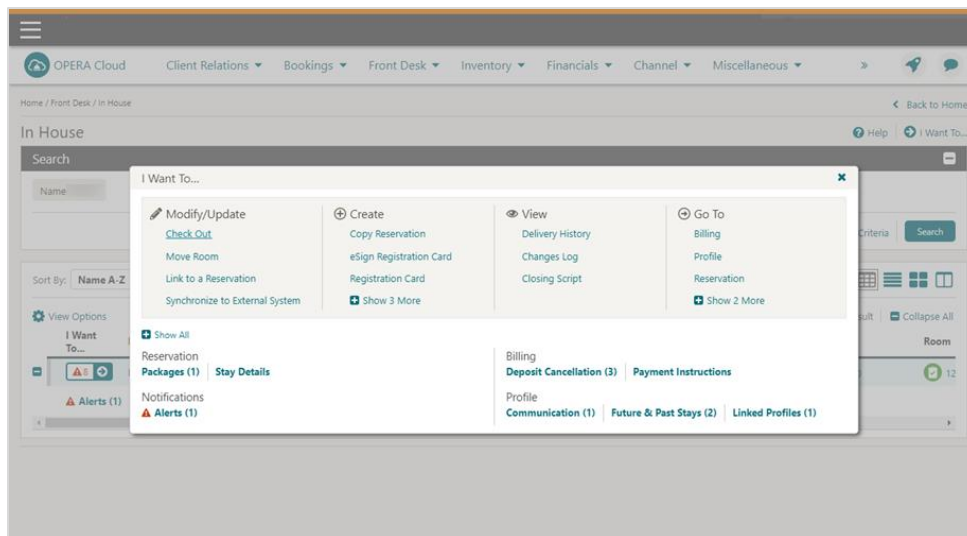 OPERA Cloud Client Relations Bookings Front Desk Inventory Financials Channel Miscellaneous »
Home / Front Desk / In House Back to Home
In House Help I Want To...
Search
Name
Criteria Search
I Want To...
Modify/Update Create View Go To
Check Out Copy Reservation Delivery History Billing
Move Room eSign Registration Card Changes Log Profile
Link to a Reservation Registration Card Closing Script Reservation
Synchronize to External System Show 3 More Show 2 More
Show All
Reservation Billing
Packages (1) Stay Details Deposit Cancellation (3) Payment Instructions
Notifications Profile
Alerts (1) Communication (1) Future & Past Stays (2) Linked Profiles (1)
Sort By: Name A-Z
View Options Collapse All
I Want To... Room
12
Alerts (1)